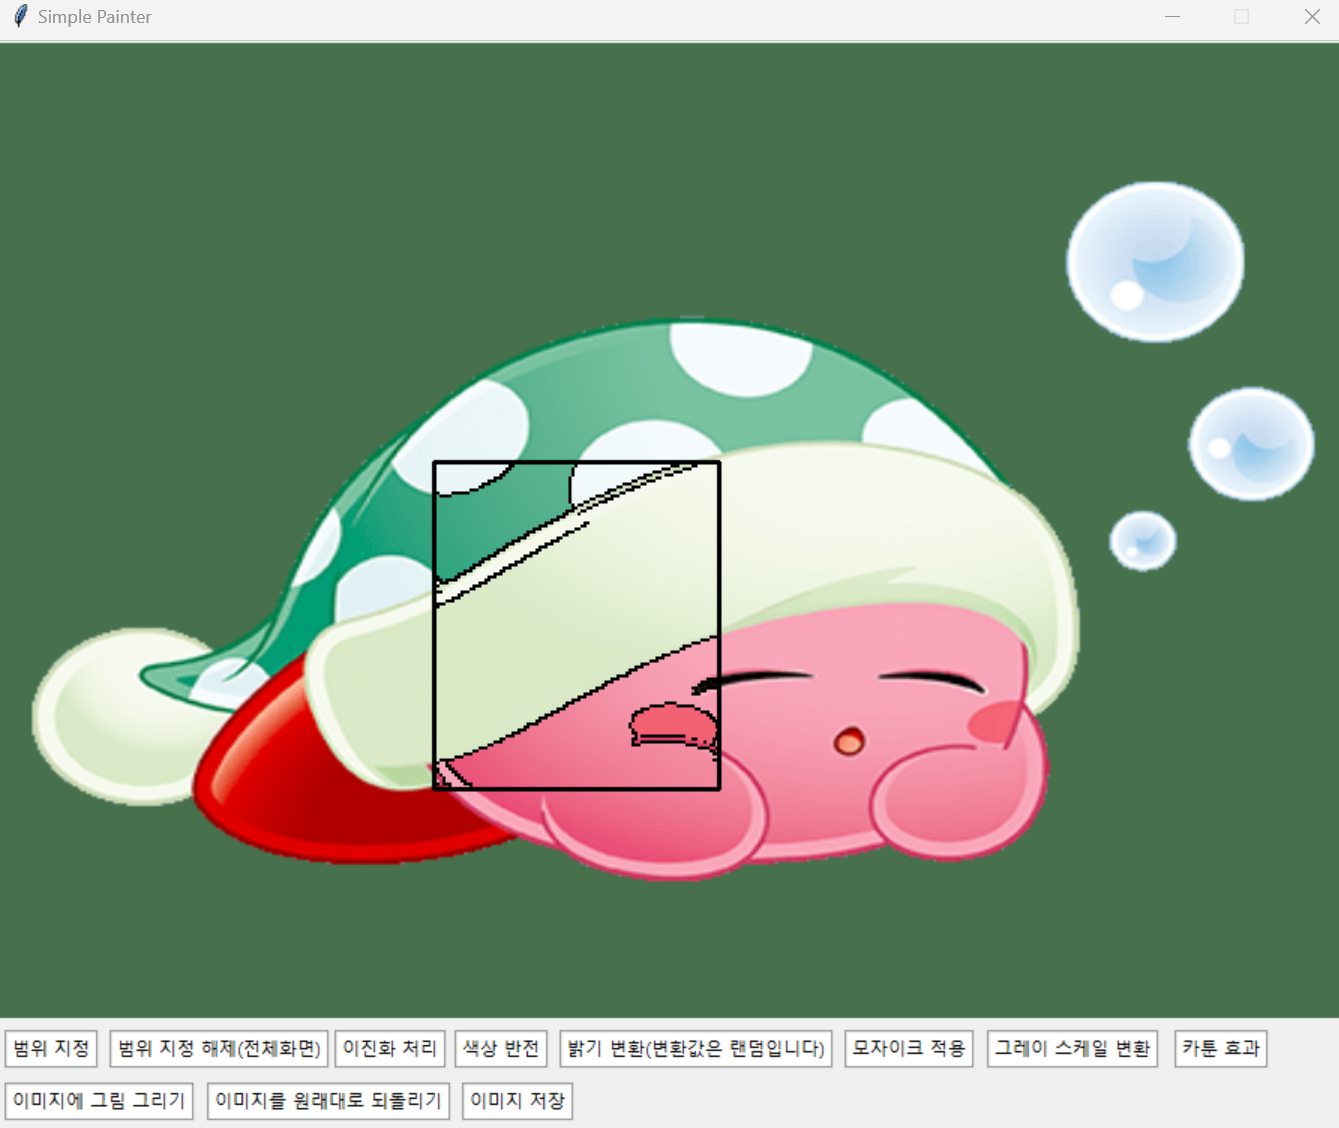 Simple Painter
범위 지정 범위 지정 해제(전체화면) 이진화 처리 색상 반전 밝기 변환(변환값은 랜덤입니다) 모자이크 적용 그레이 스케일 변환 카툰 효과
이미지에 그림 그리기 이미지를 원래대로 되돌리기 이미지 저장